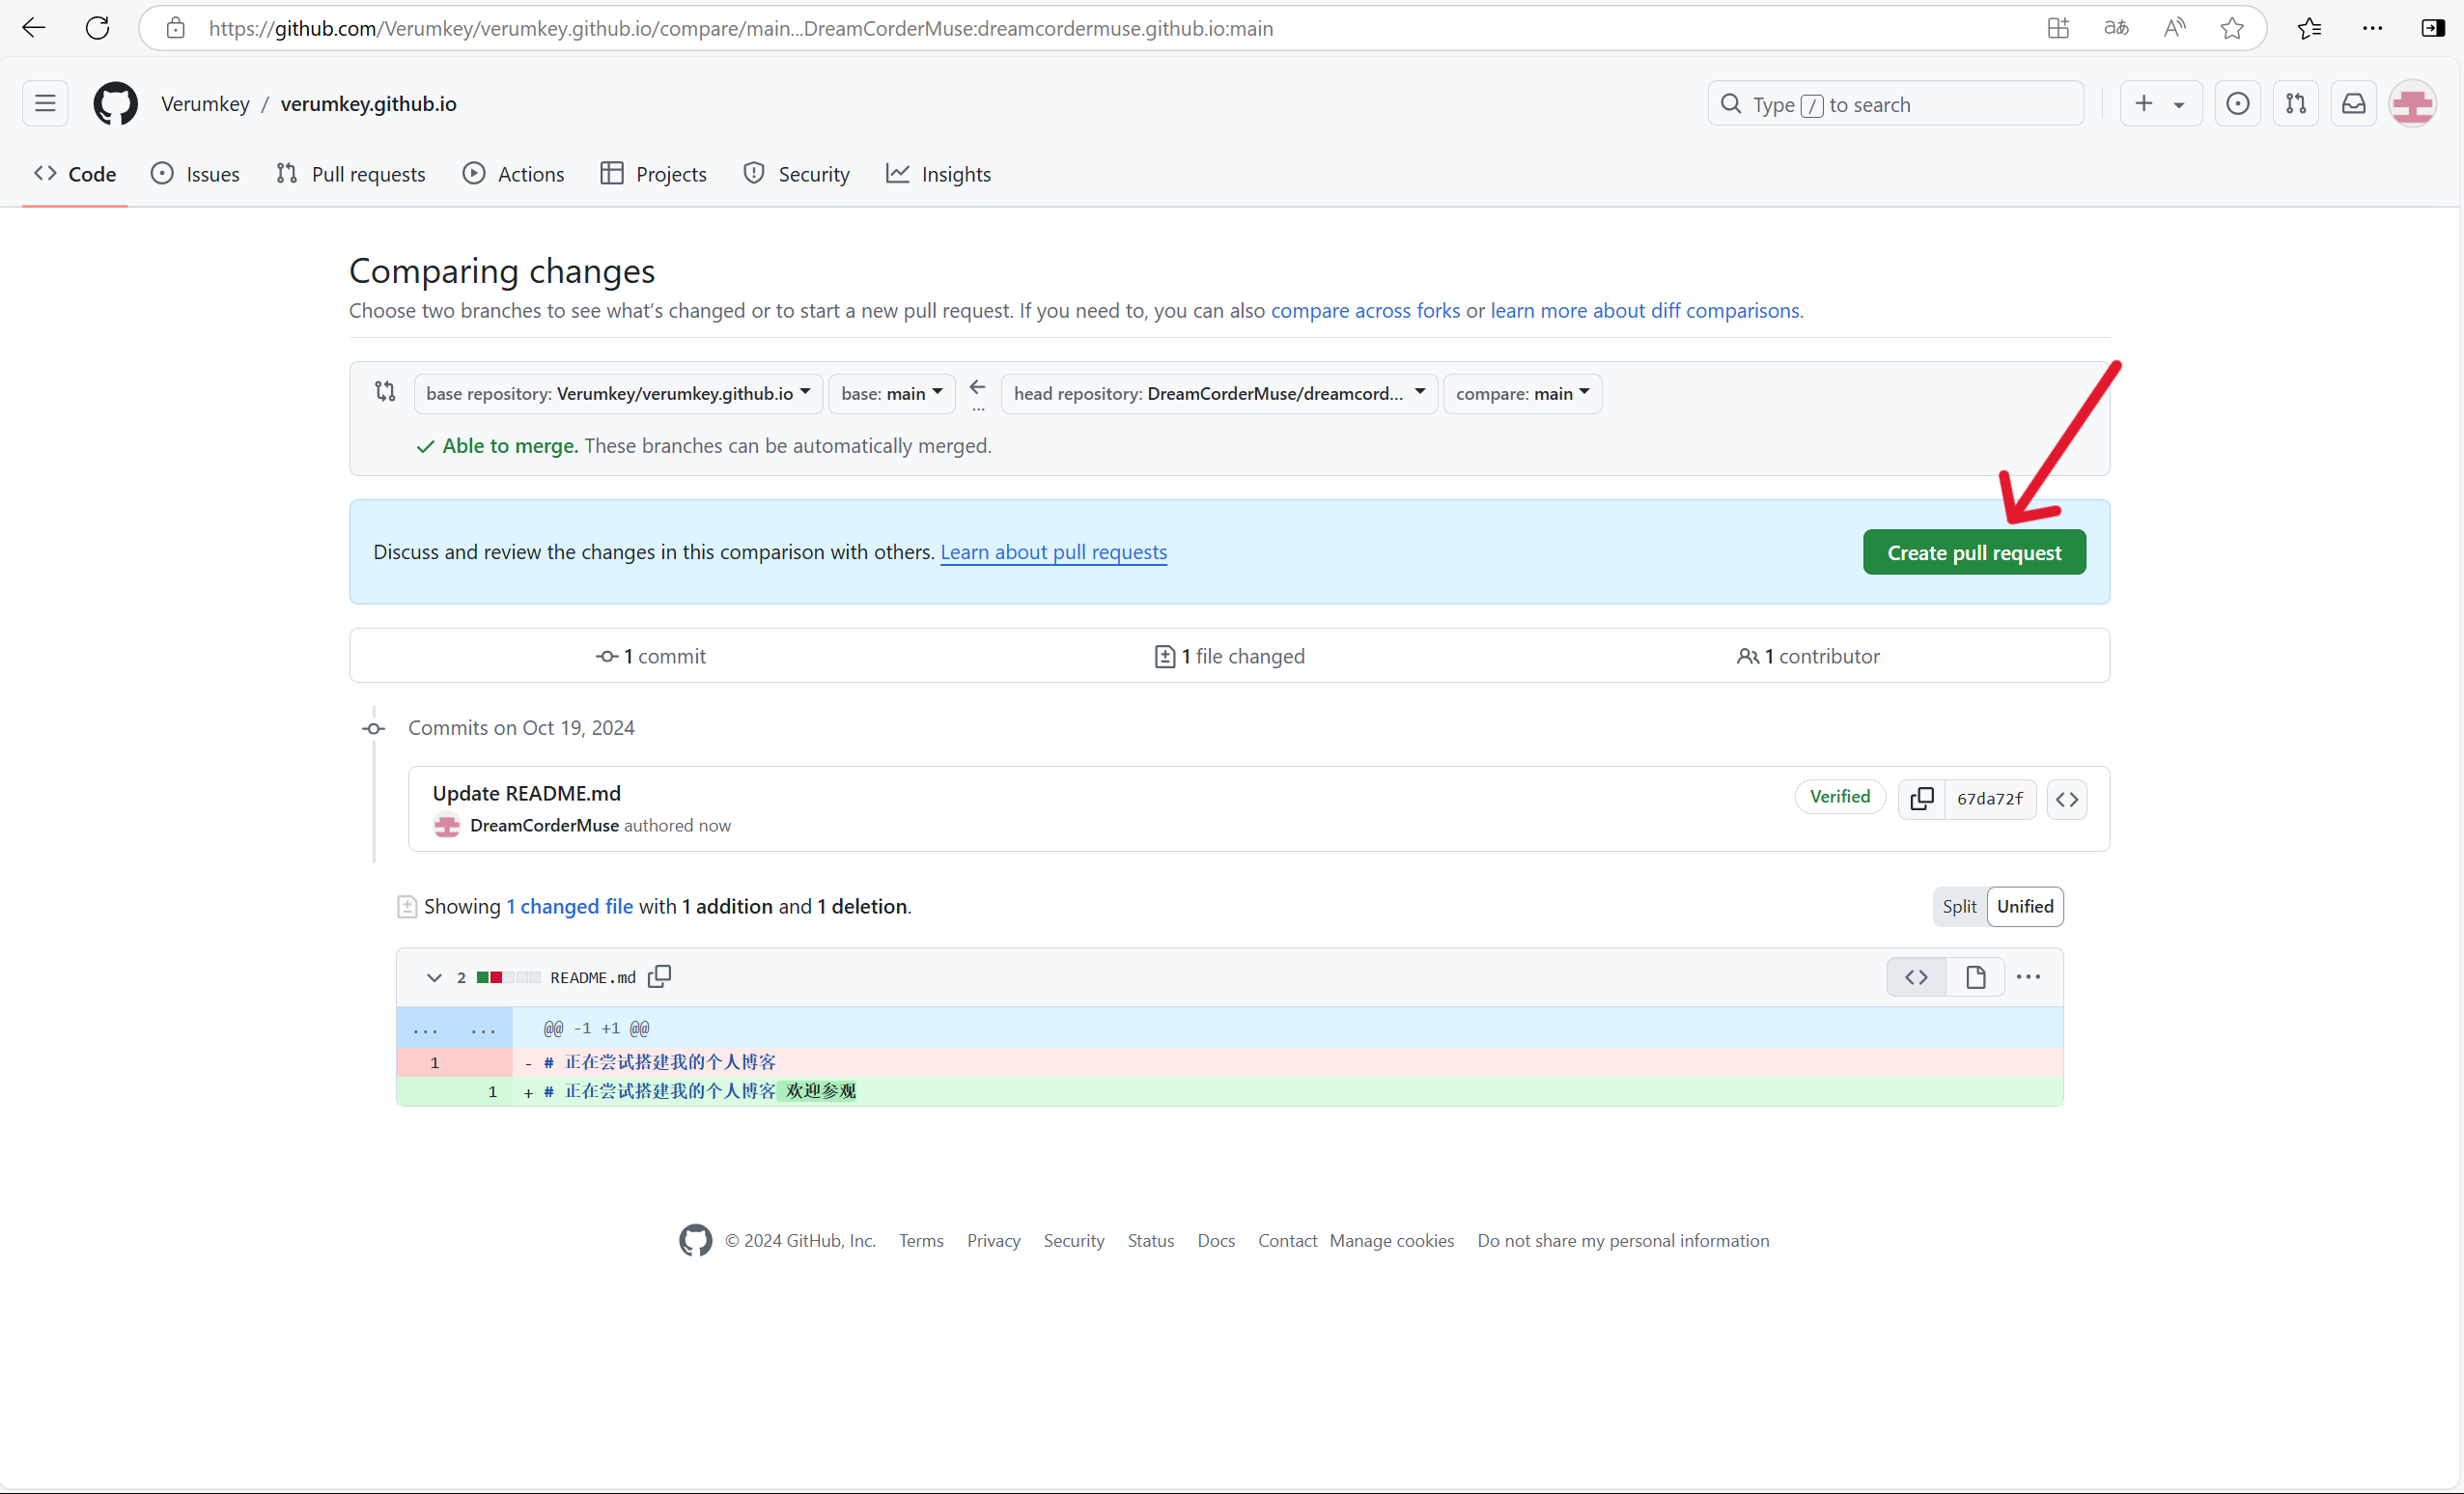 https://github.com/Verumkey/verumkey.github.io/compare/main...DreamCorderMuse:dreamcordermuse.github.io:main
Verumkey / verumkey.github.io
Type / to search
Code Issues Pull requests Actions Projects Security Insights
Comparing changes
Choose two branches to see what's changed or to start a new pull request. If you need to, you can also compare across forks or learn more about diff comparisons.
base repository: Verumkey/verumkey.github.io base: main ... head repository: DreamCorderMuse/dreamcord... compare: main
Able to merge. These branches can be automatically merged.
Discuss and review the changes in this comparison with others. Learn about pull requests
Create pull request
1 commit 1 file changed 1 contributor
Commits on Oct 19, 2024
Update README.md
Verified 67da72f
DreamCorderMuse authored now
Showing 1 changed file with 1 addition and 1 deletion.
Split Unified
2 README.md
... ... @@ -1 +1 @@
1 - # 正在尝试搭建我的个人博客
1 + # 正在尝试搭建我的个人博客 欢迎参观
© 2024 GitHub, Inc. Terms Privacy Security Status Docs Contact Manage cookies Do not share my personal information